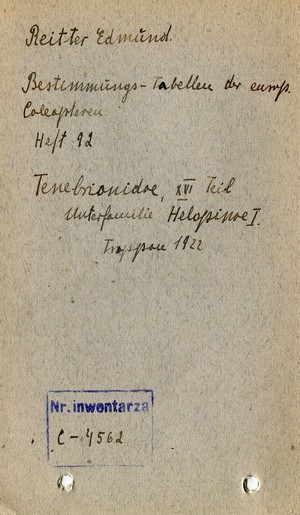 Reitter Edmund.
Bestimmungs-Tabellen der europ.
Coleopteren
Heft 92
Tenebrionidae, XVI Teil
Unterfamilie Helopinae I.
Troppau 1922
Nr. inwentarza
C-4562